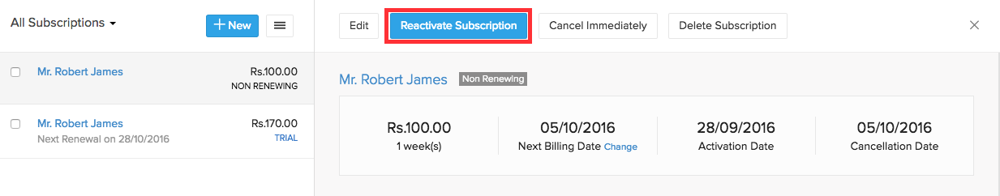 All Subscriptions
+ New
Mr. Robert James Rs.100.00
NON RENEWING
Mr. Robert James Rs.170.00
Next Renewal on 28/10/2016 TRIAL
Edit Reactivate Subscription Cancel Immediately Delete Subscription
Mr. Robert James Non Renewing
Rs.100.00 05/10/2016 28/09/2016 05/10/2016
1 week(s) Next Billing Date Change Activation Date Cancellation Date